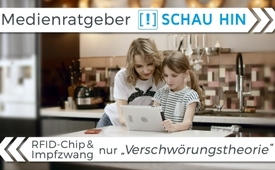 Medienratgeber [!] SCHAU HIN
RFID-Chip &
Impfzwang nur „Verschwörungstheorie“